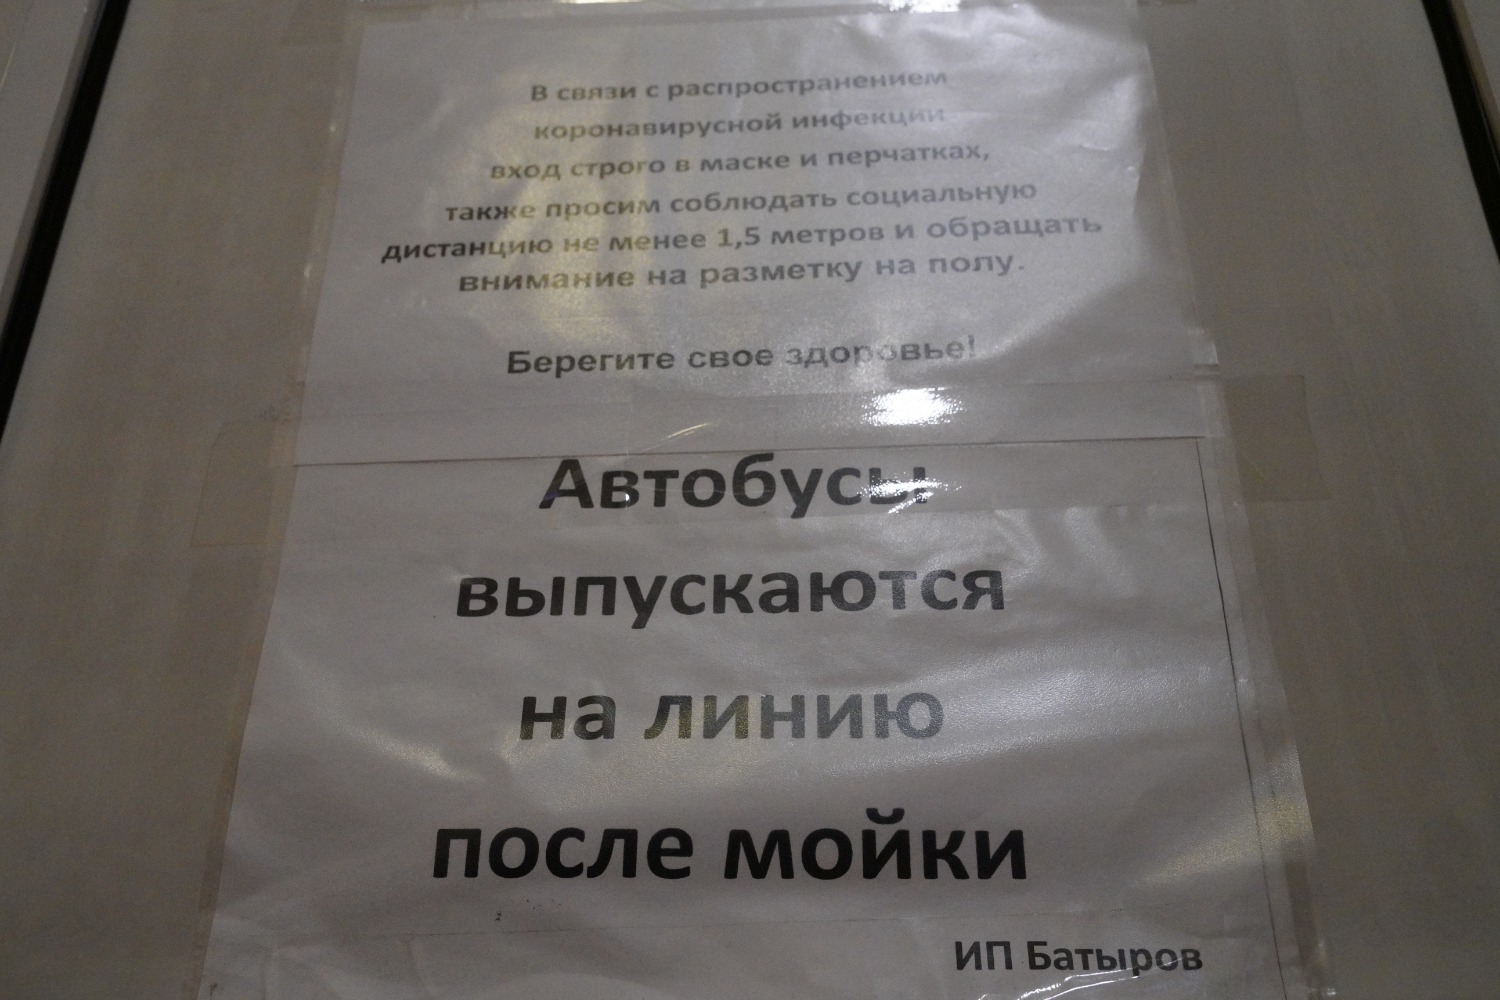 В связи с распространением
коронавирусной инфекции
вход строго в маске и перчатках,
также просим соблюдать социальную
дистанцию не менее 1,5 метров и обращать
внимание на разметку на полу.
Берегите свое здоровье!
Автобусы
выпускаются
на линию
после мойки
ИП Батыров